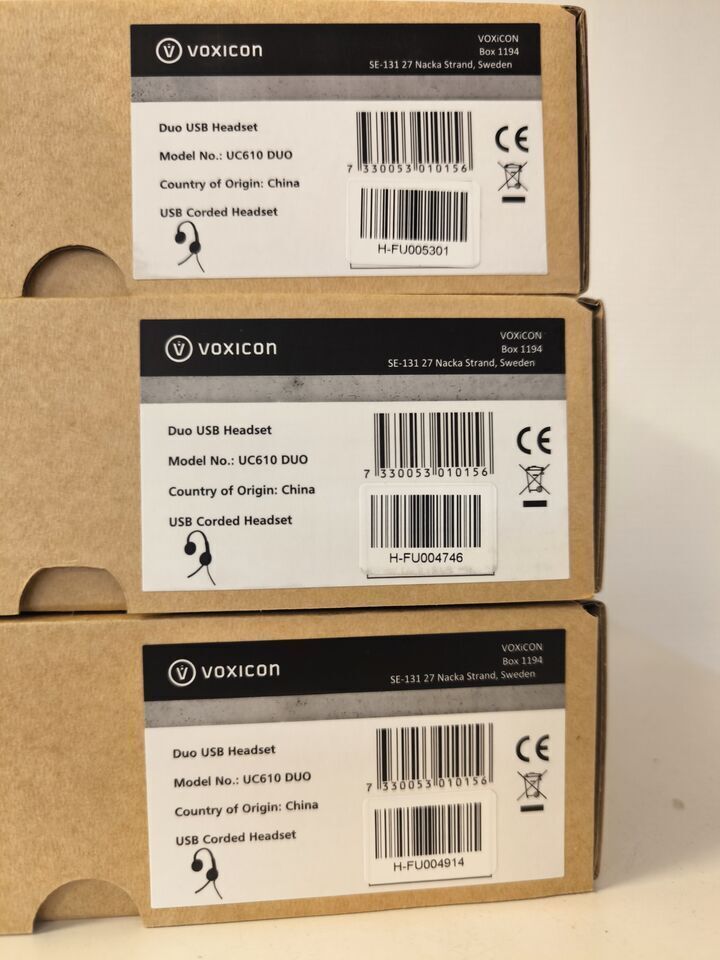 VOXICON
VOXiCON
Box 1194
SE-131 27 Nacka Strand, Sweden
Duo USB Headset
Model No.: UC610 DUO
Country of Origin: China
USB Corded Headset
7 330053 010156
CE
H-FU005301
VOXICON
VOXiCON
Box 1194
SE-131 27 Nacka Strand, Sweden
Duo USB Headset
Model No.: UC610 DUO
Country of Origin: China
USB Corded Headset
7 330053 010156
CE
H-FU004746
VOXICON
VOXiCON
Box 1194
SE-131 27 Nacka Strand, Sweden
Duo USB Headset
Model No.: UC610 DUO
Country of Origin: China
USB Corded Headset
7 330053 010156
CE
H-FU004914